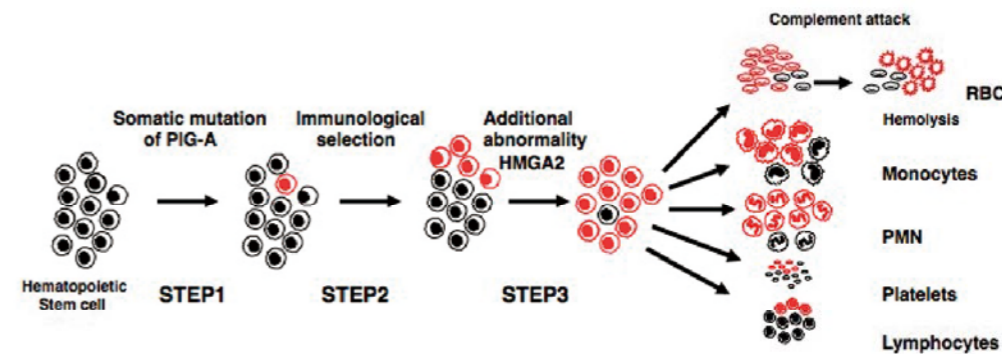 Complement attack
RBC
Hemolysis
Somatic mutation
of PIG-A
Immunological
selection
Additional
abnormality
HMGA2
Monocytes
PMN
Hematopoietic
Stem cell
STEP1
STEP2
STEP3
Platelets
Lymphocytes